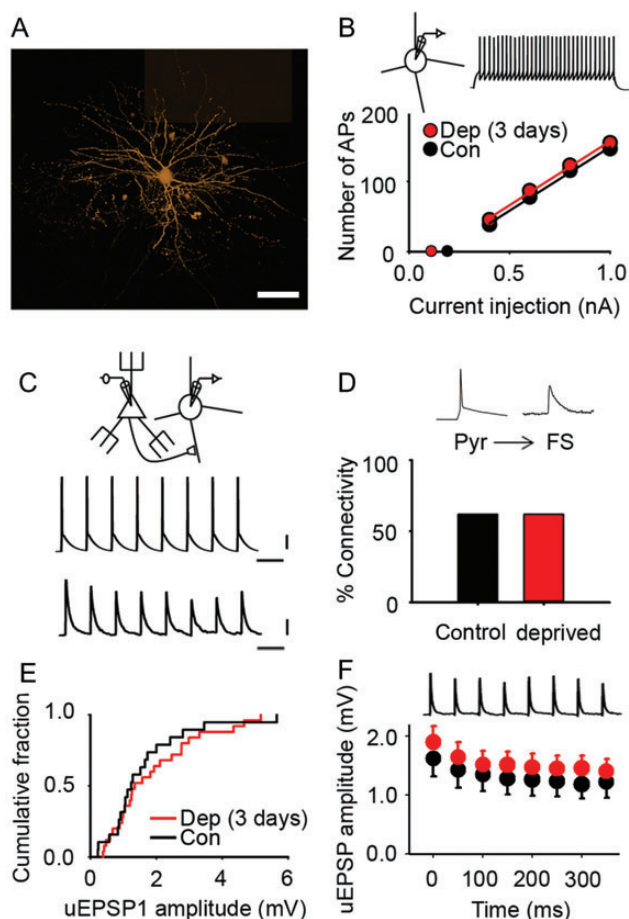 A
B
200
100
0
Number of APs
Dep (3 days)
Con
0.0
0.5
1.0
Current injection (nA)
C
D
Pyr
FS
100
50
0
% Connectivity
Control
deprived
E
1.0
0.5
0.0
Cumulative fraction
Dep (3 days)
Con
0
2
4
6
uEPSP1 amplitude (mV)
F
2.0
1.0
0.0
uEPSP amplitude (mV)
0
100
200
300
Time (ms)